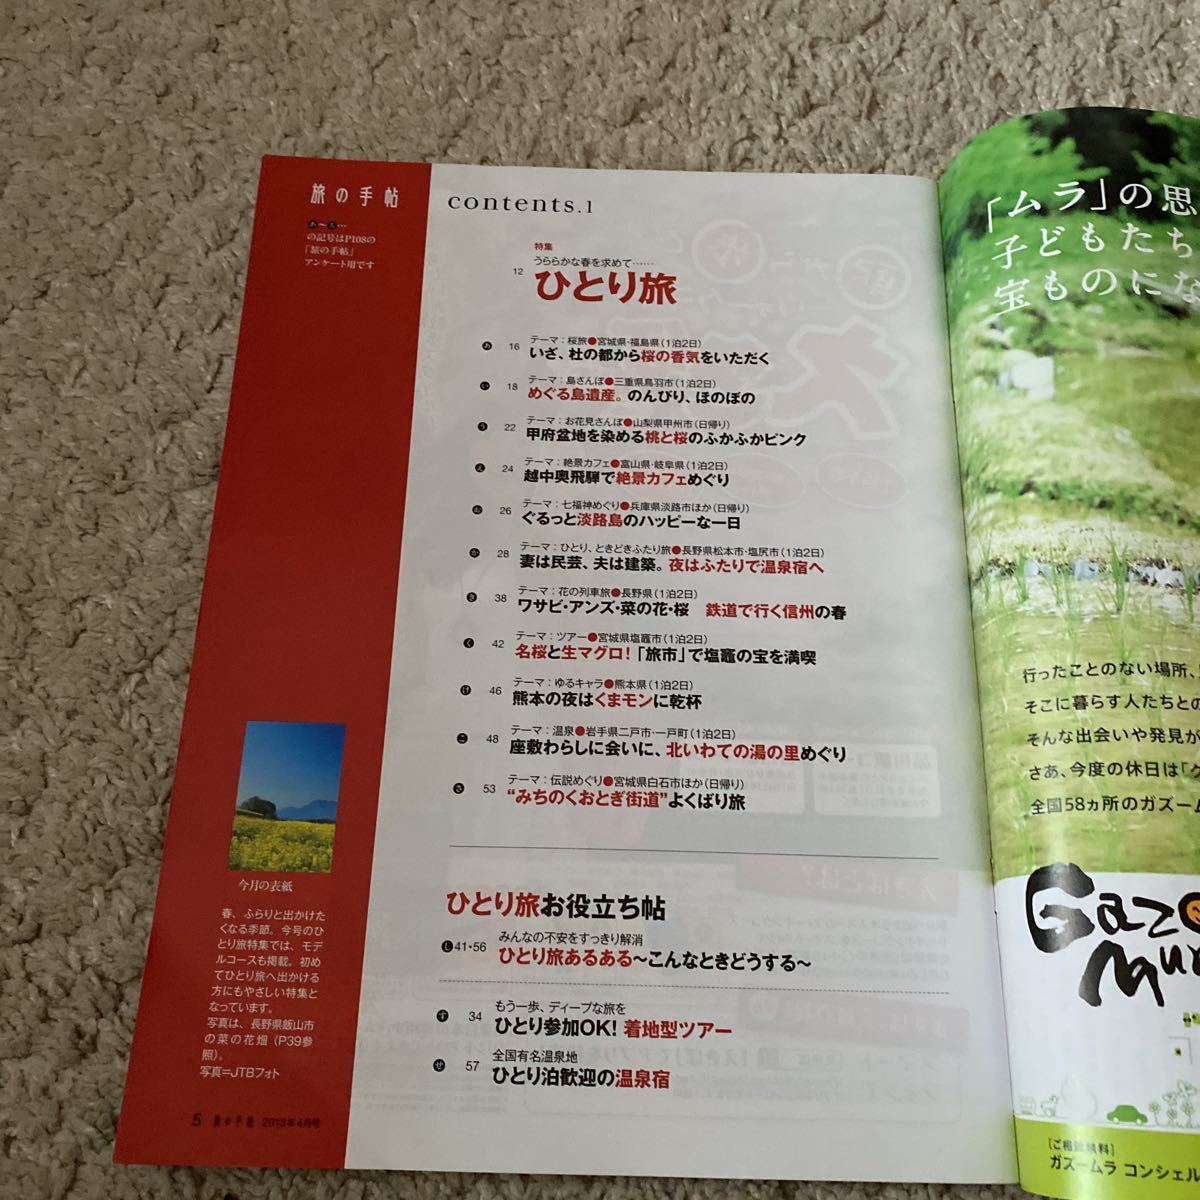 旅の手帖
あ〜ち…
の記号はP108の
「旅の手帖」
アンケート用です
contents.1
特集
うららかな春を求めて……
12 ひとり旅
あ 16 テーマ：桜旅●宮城県・福島県（1泊2日）
いざ、杜の都から桜の香気をいただく
い 18 テーマ：島さんぽ●三重県鳥羽市（1泊2日）
めぐる島遺産。のんびり、ほのぼの
う 22 テーマ：お花見さんぽ●山梨県甲州市（日帰り）
甲府盆地を染める桃と桜のふかふかピンク
え 24 テーマ：絶景カフェ●富山県・岐阜県（1泊2日）
越中奥飛騨で絶景カフェめぐり
お 26 テーマ：七福神めぐり●兵庫県淡路市ほか（日帰り）
ぐるっと淡路島のハッピーな一日
か 28 テーマ：ひとり、ときどきふたり旅●長野県松本市・塩尻市（1泊2日）
妻は民芸、夫は建築。夜はふたりで温泉宿へ
き 38 テーマ：花の列車旅●長野県（1泊2日）
ワサビ・アンズ・菜の花・桜 鉄道で行く信州の春
く 42 テーマ：ツアー●宮城県塩竈市（1泊2日）
名桜と生マグロ！「旅市」で塩竈の宝を満喫
け 46 テーマ：ゆるキャラ●熊本県（1泊2日）
熊本の夜はくまモンに乾杯
こ 48 テーマ：温泉●岩手県二戸市・一戸町（1泊2日）
座敷わらしに会いに、北いわての湯の里めぐり
さ 53 テーマ：伝説めぐり●宮城県白石市ほか（日帰り）
“みちのくおとぎ街道”よくばり旅
ひとり旅お役立ち帖
し 41・56 みんなの不安をすっきり解消
ひとり旅あるある〜こんなときどうする〜
す 34 もう一歩、ディープな旅を
ひとり参加OK！着地型ツアー
せ 57 全国有名温泉地
ひとり泊歓迎の温泉宿
今月の表紙
春、ふらりと出かけた
くなる季節。今号のひ
とり旅特集では、モデ
ルコースも掲載。初め
てひとり旅へ出かける
方にもやさしい特集と
なっています。
写真は、長野県飯山市
の菜の花畑（P39参
照）。
写真＝JTBフォト
5 旅の手帖 2013年4月号
「ムラ」の思
子どもたち
宝ものにな
行ったことのない場所、
そこに暮らす人たちとの
そんな出会いや発見が
さあ、今度の休日は「グ
全国58ヵ所のガズーム
［ご相談無料］
ガズームラ コンシェル